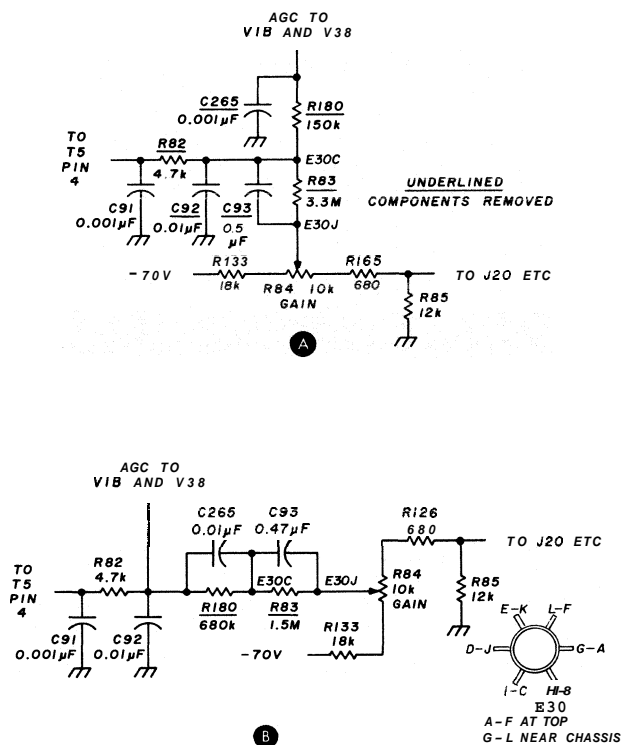 AGC TO
V1B AND V38
C265
0.001µF
R180
150k
TO
T5
PIN
4
R82
4.7k
E30C
R83
3.3M
UNDERLINED
COMPONENTS REMOVED
C91
0.001µF
C92
0.01µF
C93
0.5
µF
E30J
-70V
R133
18k
R84 10k
GAIN
R165
680
TO J20 ETC
R85
12k
A
AGC TO
V1B AND V38
C265
0.01µF
C93
0.47µF
R126
680
TO J20 ETC
TO
T5
PIN
4
R82
4.7k
E30C
E30J
R84
10k
GAIN
R85
12k
R180
680k
R83
1.5M
C91
0.001µF
C92
0.01µF
R133
18k
-70V
E-K
L-F
D-J
G-A
I-C
HI-8
E30
A-F AT TOP
G-L NEAR CHASSIS
B